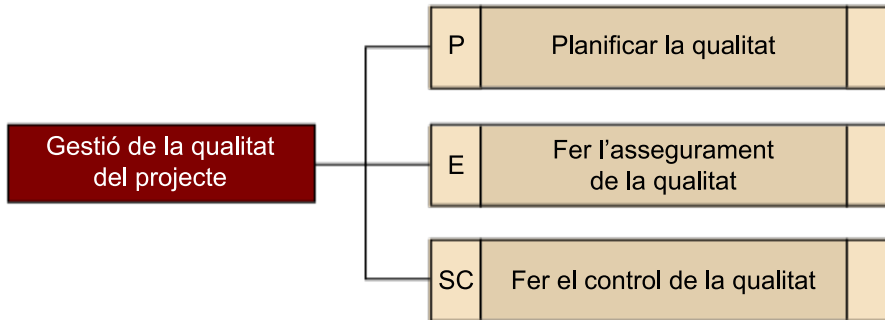 Gestió de la qualitat
del projecte
P
Planificar la qualitat
E
Fer l’assegurament
de la qualitat
SC
Fer el control de la qualitat